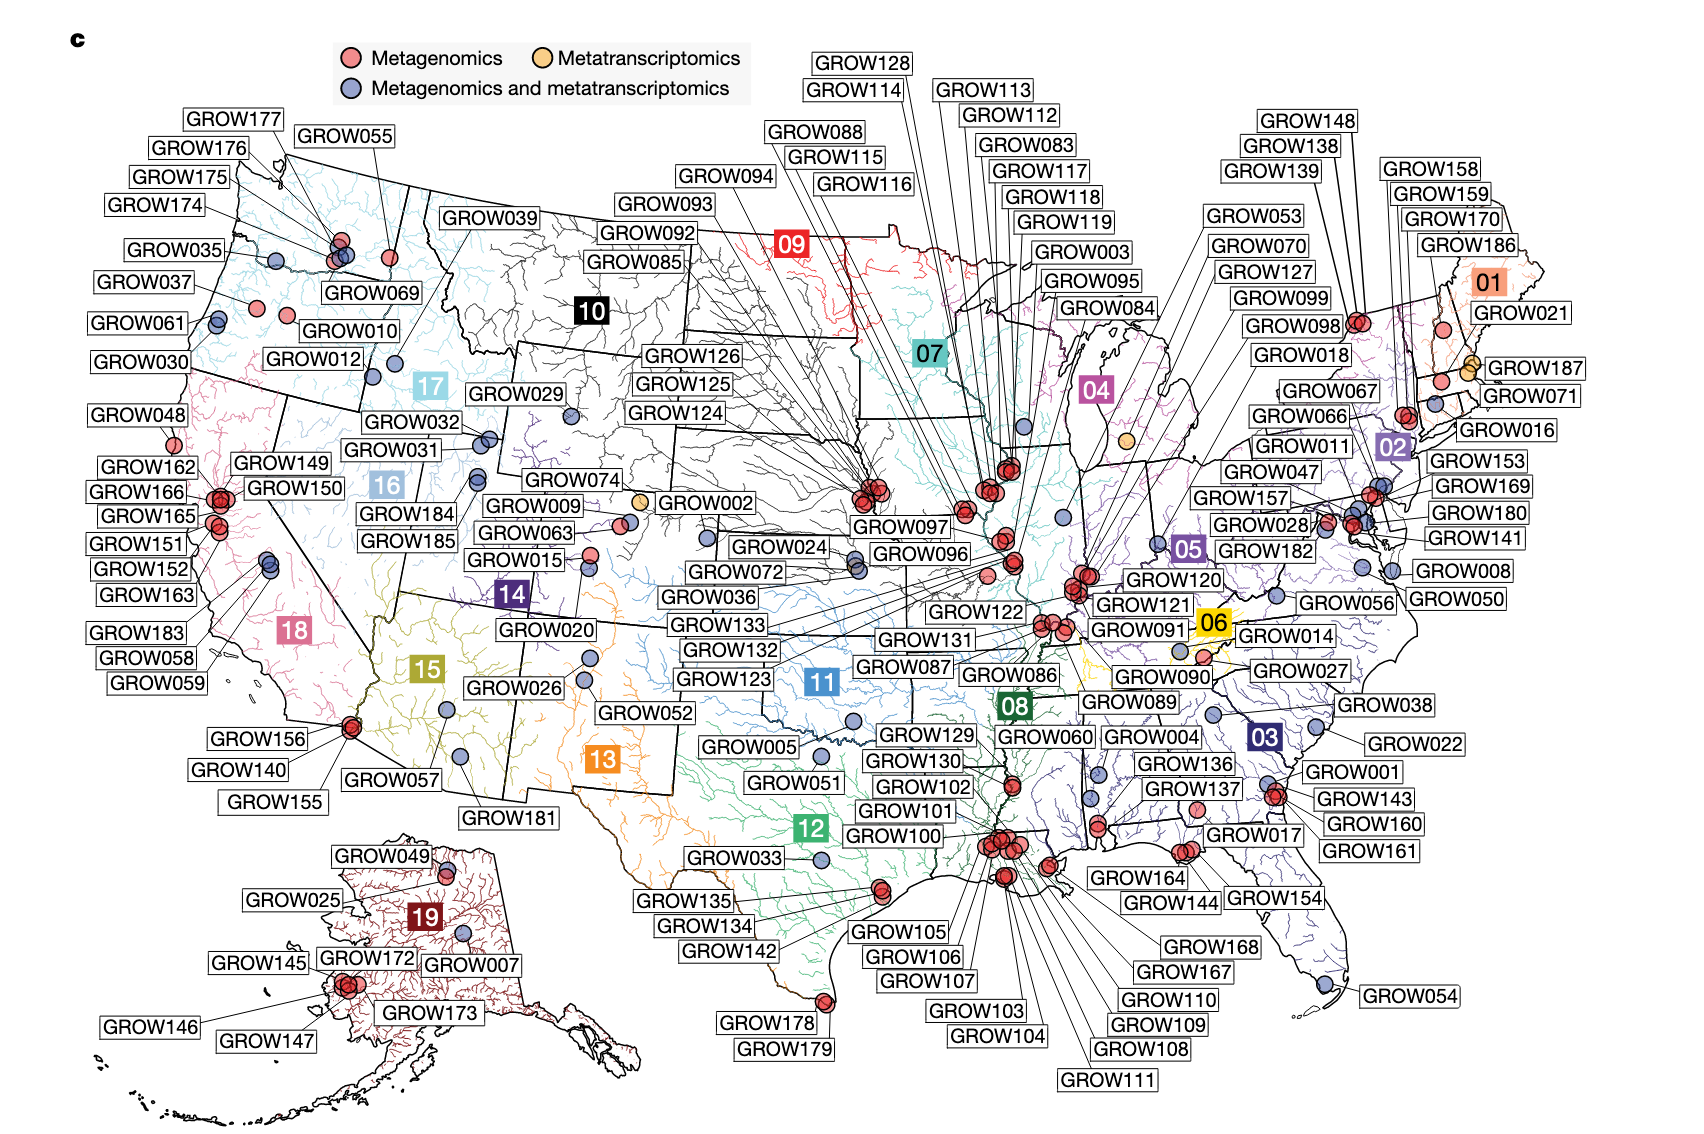 c
Metagenomics
Metatranscriptomics
Metagenomics and metatranscriptomics
GROW128
GROW114
GROW113
GROW112
GROW177
GROW055
GROW176
GROW175
GROW174
GROW035
GROW037
GROW061
GROW030
GROW048
GROW039
GROW069
GROW010
GROW012
GROW088
GROW115
GROW116
GROW094
GROW093
GROW092
GROW085
GROW083
GROW117
GROW118
GROW119
GROW003
GROW095
GROW084
GROW148
GROW138
GROW139
GROW158
GROW159
GROW170
GROW186
GROW053
GROW070
GROW127
GROW099
GROW098
GROW018
GROW021
GROW187
GROW071
GROW016
GROW067
GROW066
GROW011
GROW047
GROW157
GROW028
GROW182
GROW153
GROW169
GROW180
GROW141
GROW008
GROW050
GROW126
GROW125
GROW124
GROW029
GROW032
GROW031
GROW162
GROW149
GROW166
GROW150
GROW165
GROW151
GROW152
GROW163
GROW183
GROW058
GROW059
GROW184
GROW185
GROW074
GROW009
GROW002
GROW063
GROW015
GROW020
GROW097
GROW024
GROW096
GROW072
GROW036
GROW133
GROW132
GROW123
GROW122
GROW131
GROW087
GROW086
GROW120
GROW121
GROW091
GROW056
GROW014
GROW090
GROW027
GROW089
GROW026
GROW052
GROW156
GROW140
GROW155
GROW057
GROW181
GROW005
GROW051
GROW129
GROW130
GROW102
GROW101
GROW100
GROW060
GROW004
GROW136
GROW137
GROW038
GROW022
GROW001
GROW143
GROW160
GROW161
GROW017
GROW033
GROW135
GROW134
GROW142
GROW105
GROW106
GROW107
GROW103
GROW104
GROW164
GROW144
GROW154
GROW168
GROW167
GROW110
GROW109
GROW108
GROW111
GROW054
GROW178
GROW179
GROW049
GROW025
GROW145
GROW172
GROW007
GROW146
GROW147
GROW173
09
10
07
01
04
17
02
16
05
14
06
18
15
11
08
03
13
12
19